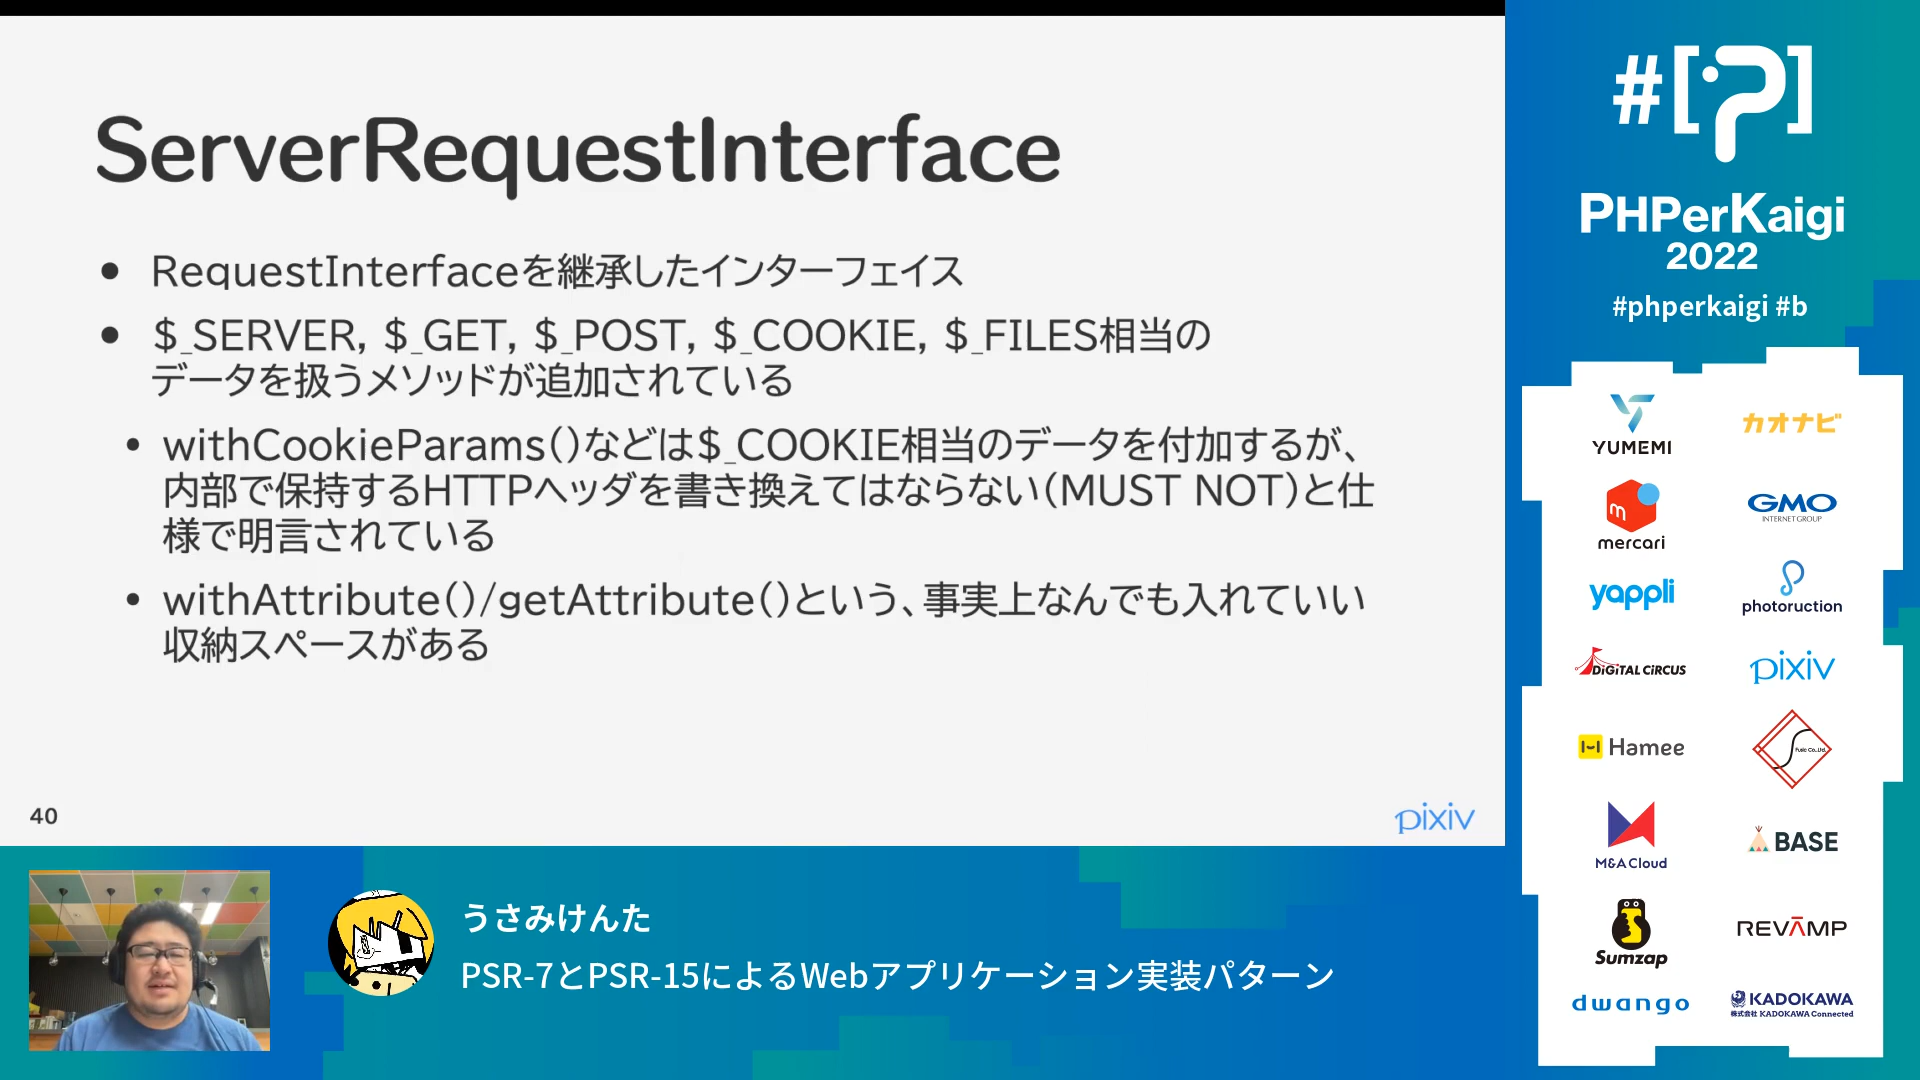 ServerRequestInterface
• RequestInterfaceを継承したインターフェイス
• $_SERVER, $_GET, $_POST, $_COOKIE, $_FILES相当の
データを扱うメソッドが追加されている
• withCookieParams()などは$_COOKIE相当のデータを付加するが、
内部で保持するHTTPヘッダを書き換えてはならない(MUST NOT)と仕
様で明言されている
• withAttribute()/getAttribute()という、事実上なんでも入れていい
収納スペースがある
40
pixiv
うさみけんた
PSR-7とPSR-15によるWebアプリケーション実装パターン
#[?]
PHPerKaigi
2022
#phperkaigi #b
YUMEMI
カオナビ
mercari
GMO
INTERNET GROUP
yappli
photoruction
DiGiTAL CiRCUS
pixiv
Hamee
Fusic Co.,Ltd.
M&A Cloud
BASE
Sumzap
REVAMP
dwango
KADOKAWA
株式会社 KADOKAWA Connected